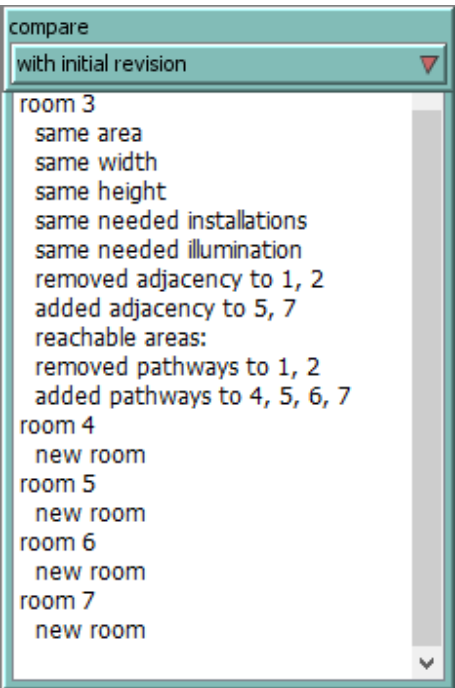 compare
with initial revision
room 3
same area
same width
same height
same needed installations
same needed illumination
removed adjacency to 1, 2
added adjacency to 5, 7
reachable areas:
removed pathways to 1, 2
added pathways to 4, 5, 6, 7
room 4
new room
room 5
new room
room 6
new room
room 7
new room